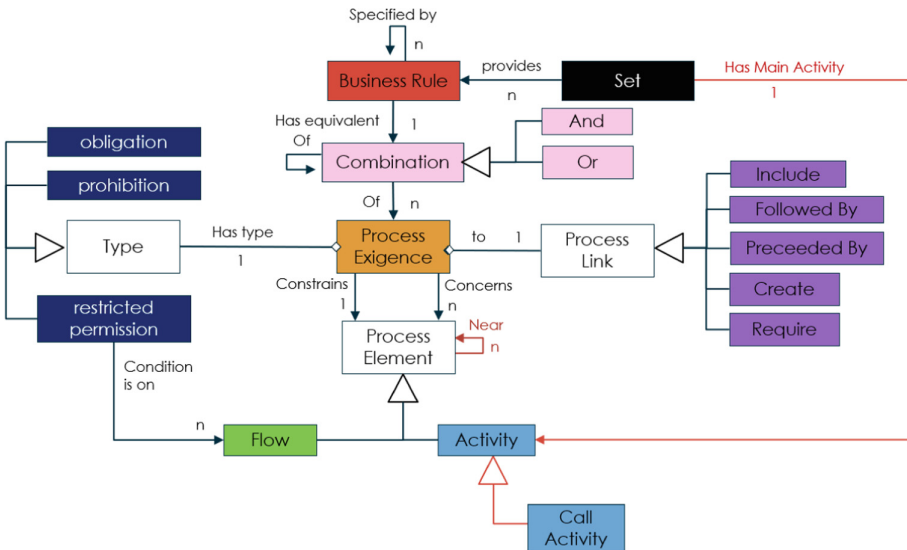 Specified by
n
Business Rule
provides
n
Set
Has Main Activity
1
Has equivalent
1
Of
Combination
And
Or
obligation
prohibition
Include
Followed By
Preceeded By
Create
Require
Of
n
Type
Has type
1
Process
Exigence
to
1
Process
Link
Constrains
1
Concerns
n
restricted
permission
Process
Element
Near
n
Condition
is on
n
Flow
Activity
Call
Activity